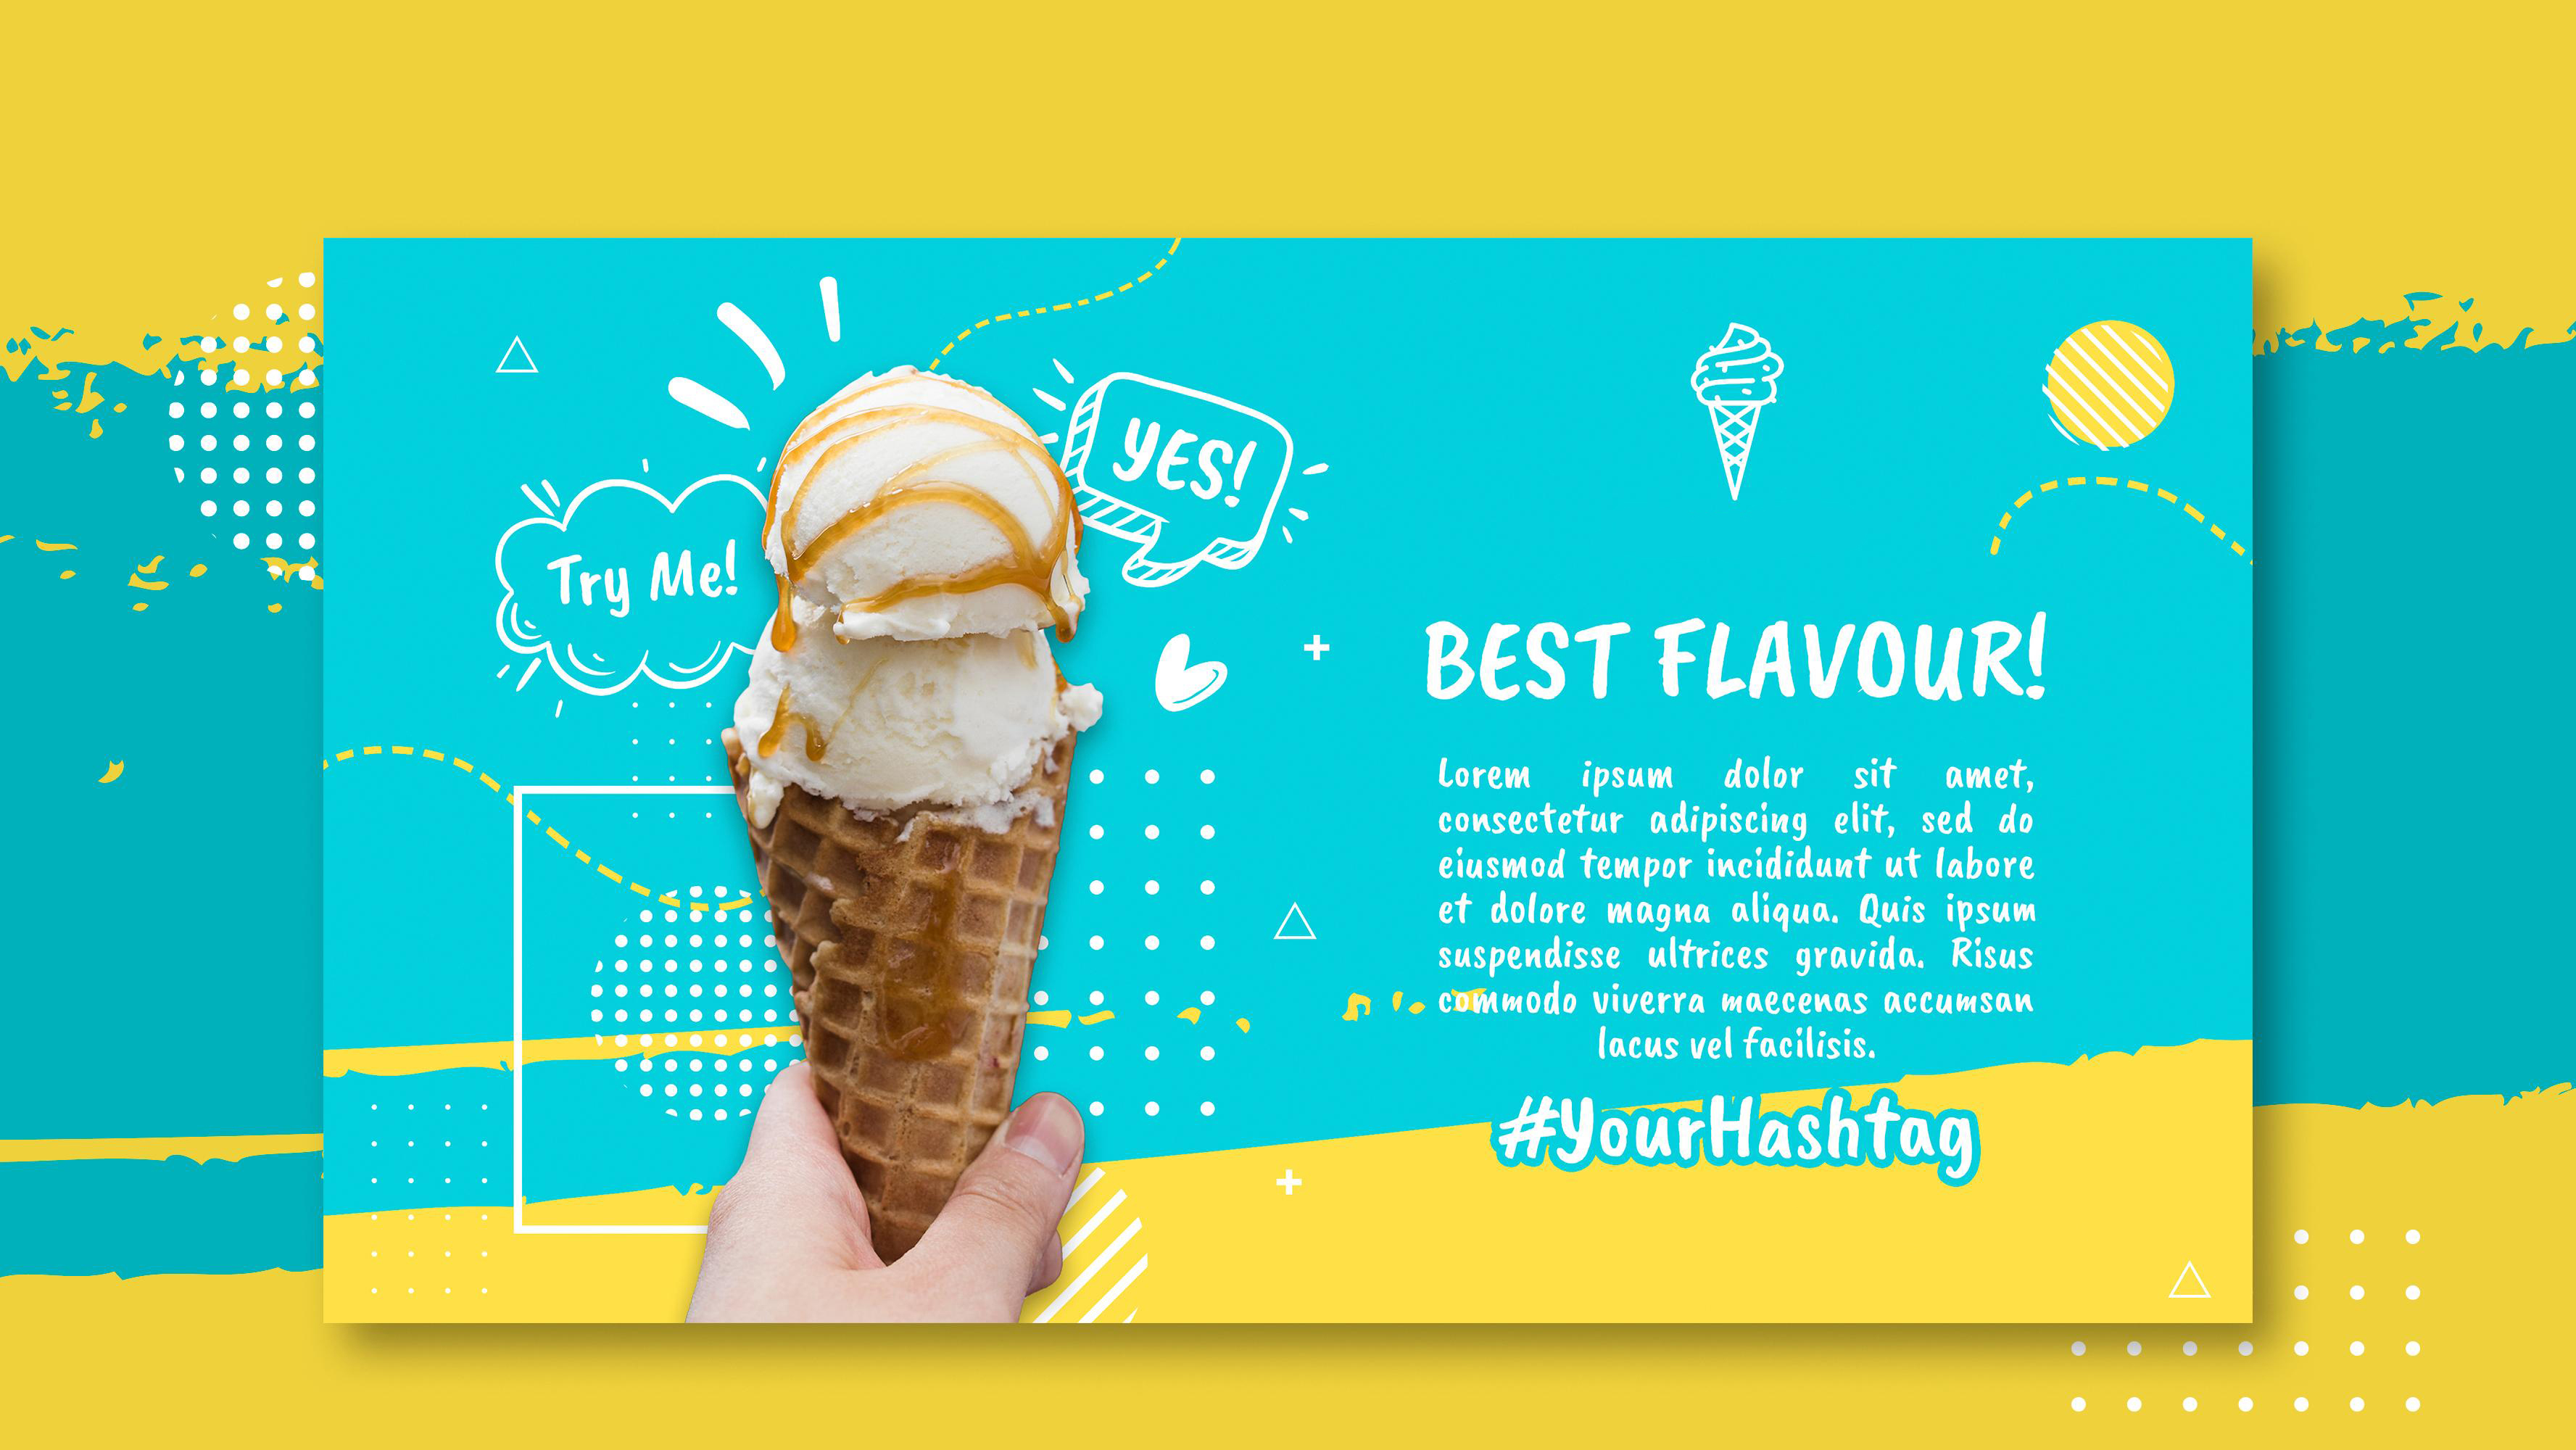 Try Me!
YES!
BEST FLAVOUR!
Lorem ipsum dolor sit amet,
consectetur adipiscing elit, sed do
eiusmod tempor incididunt ut labore
et dolore magna aliqua. Quis ipsum
suspendisse ultrices gravida. Risus
commodo viverra maecenas accumsan
lacus vel facilisis.
#YourHashtag